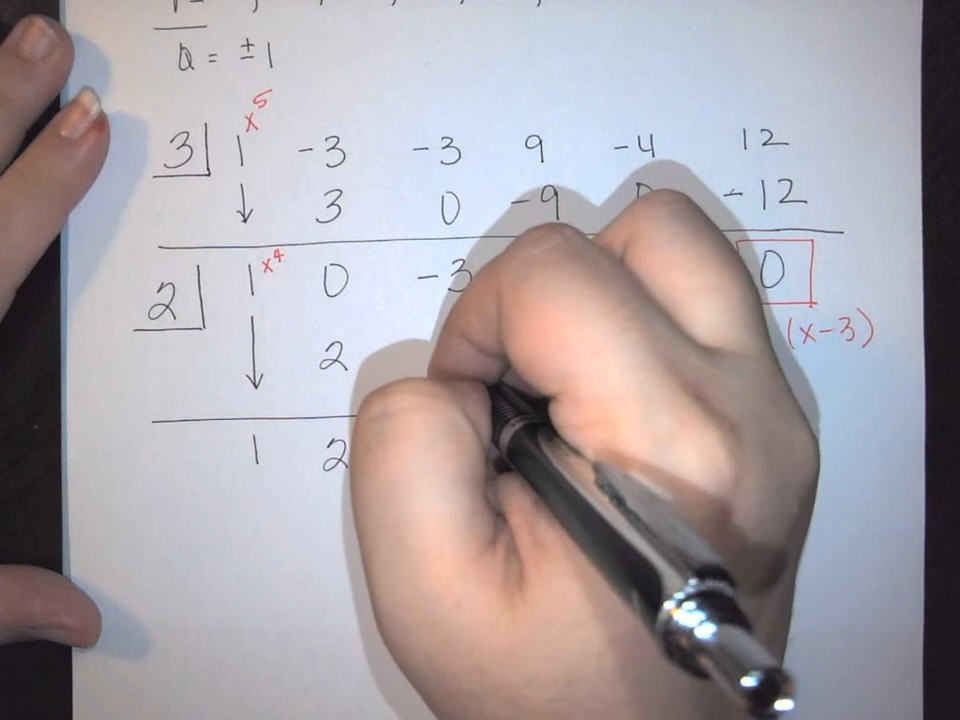 Q = ± 1
x⁵
3 1 -3 -3 9 -4 12
↓ 3 0 -9 -12
2 1 x⁴ 0 -3 0
(x-3)
↓ 2
1 2